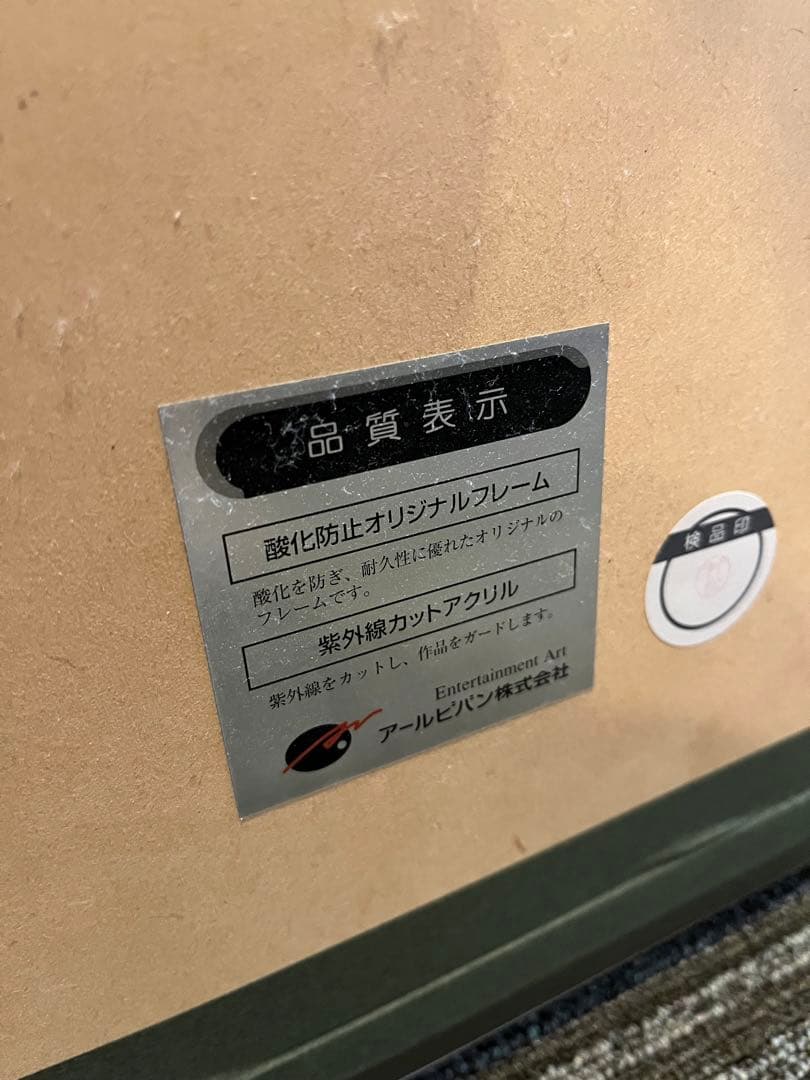 品質表示
酸化防止オリジナルフレーム
酸化を防ぎ、耐久性に優れたオリジナルの
フレームです。
紫外線カットアクリル
紫外線をカットし、作品をガードします。
Entertainment Art
アールビバン株式会社
検品印